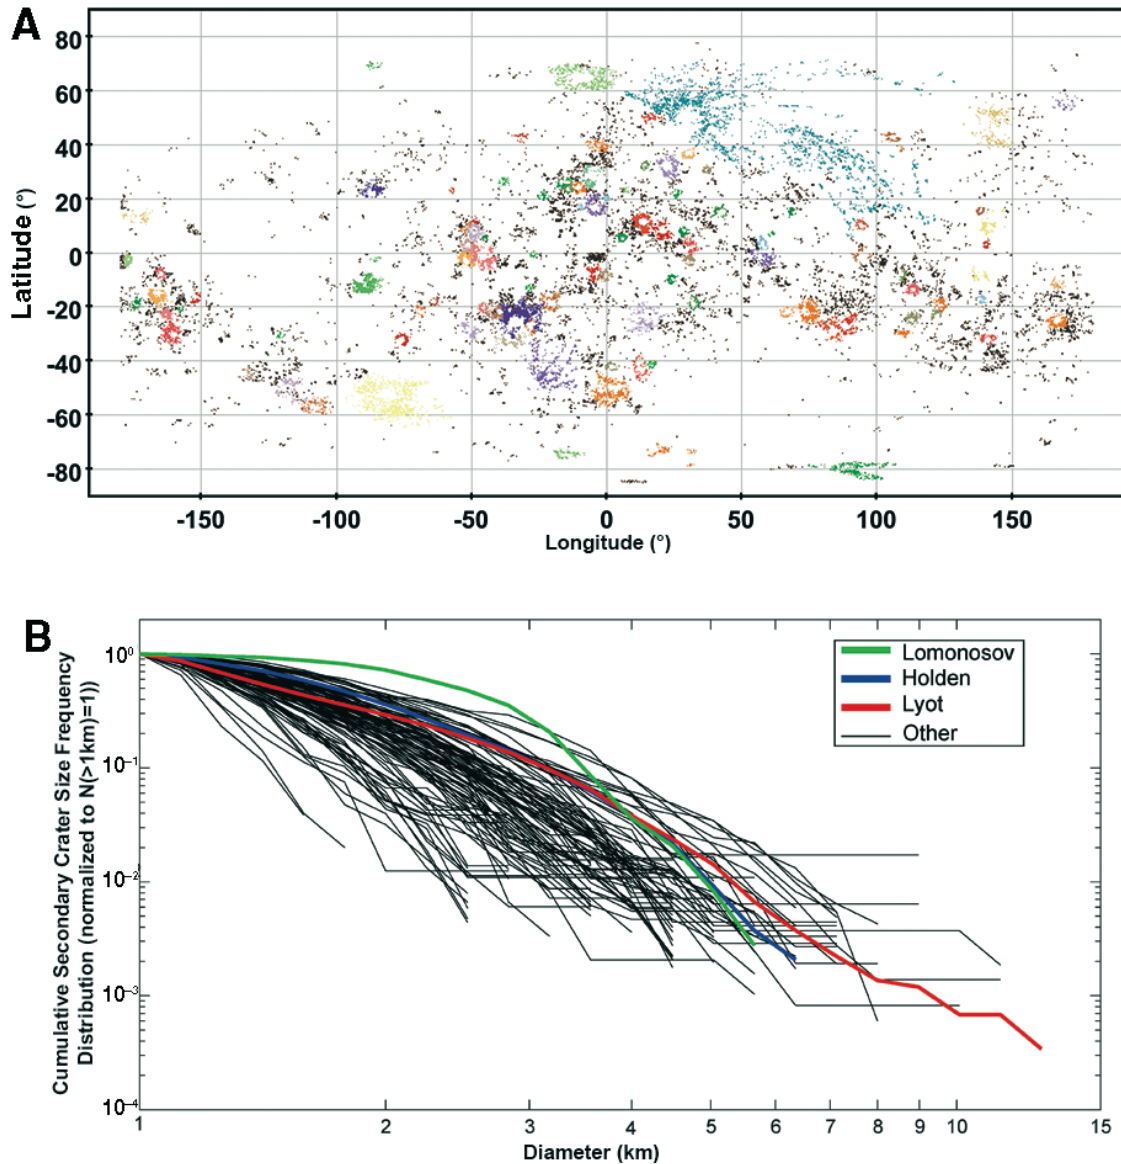 A
80
60
40
20
0
-20
-40
-60
-80
Latitude (°)
-150 -100 -50 0 50 100 150
Longitude (°)
B
Cumulative Secondary Crater Size Frequency
Distribution (normalized to N(>1km)=1))
10⁰
10⁻¹
10⁻²
10⁻³
10⁻⁴
Lomonosov
Holden
Lyot
Other
1 2 3 4 5 6 7 8 9 10 15
Diameter (km)